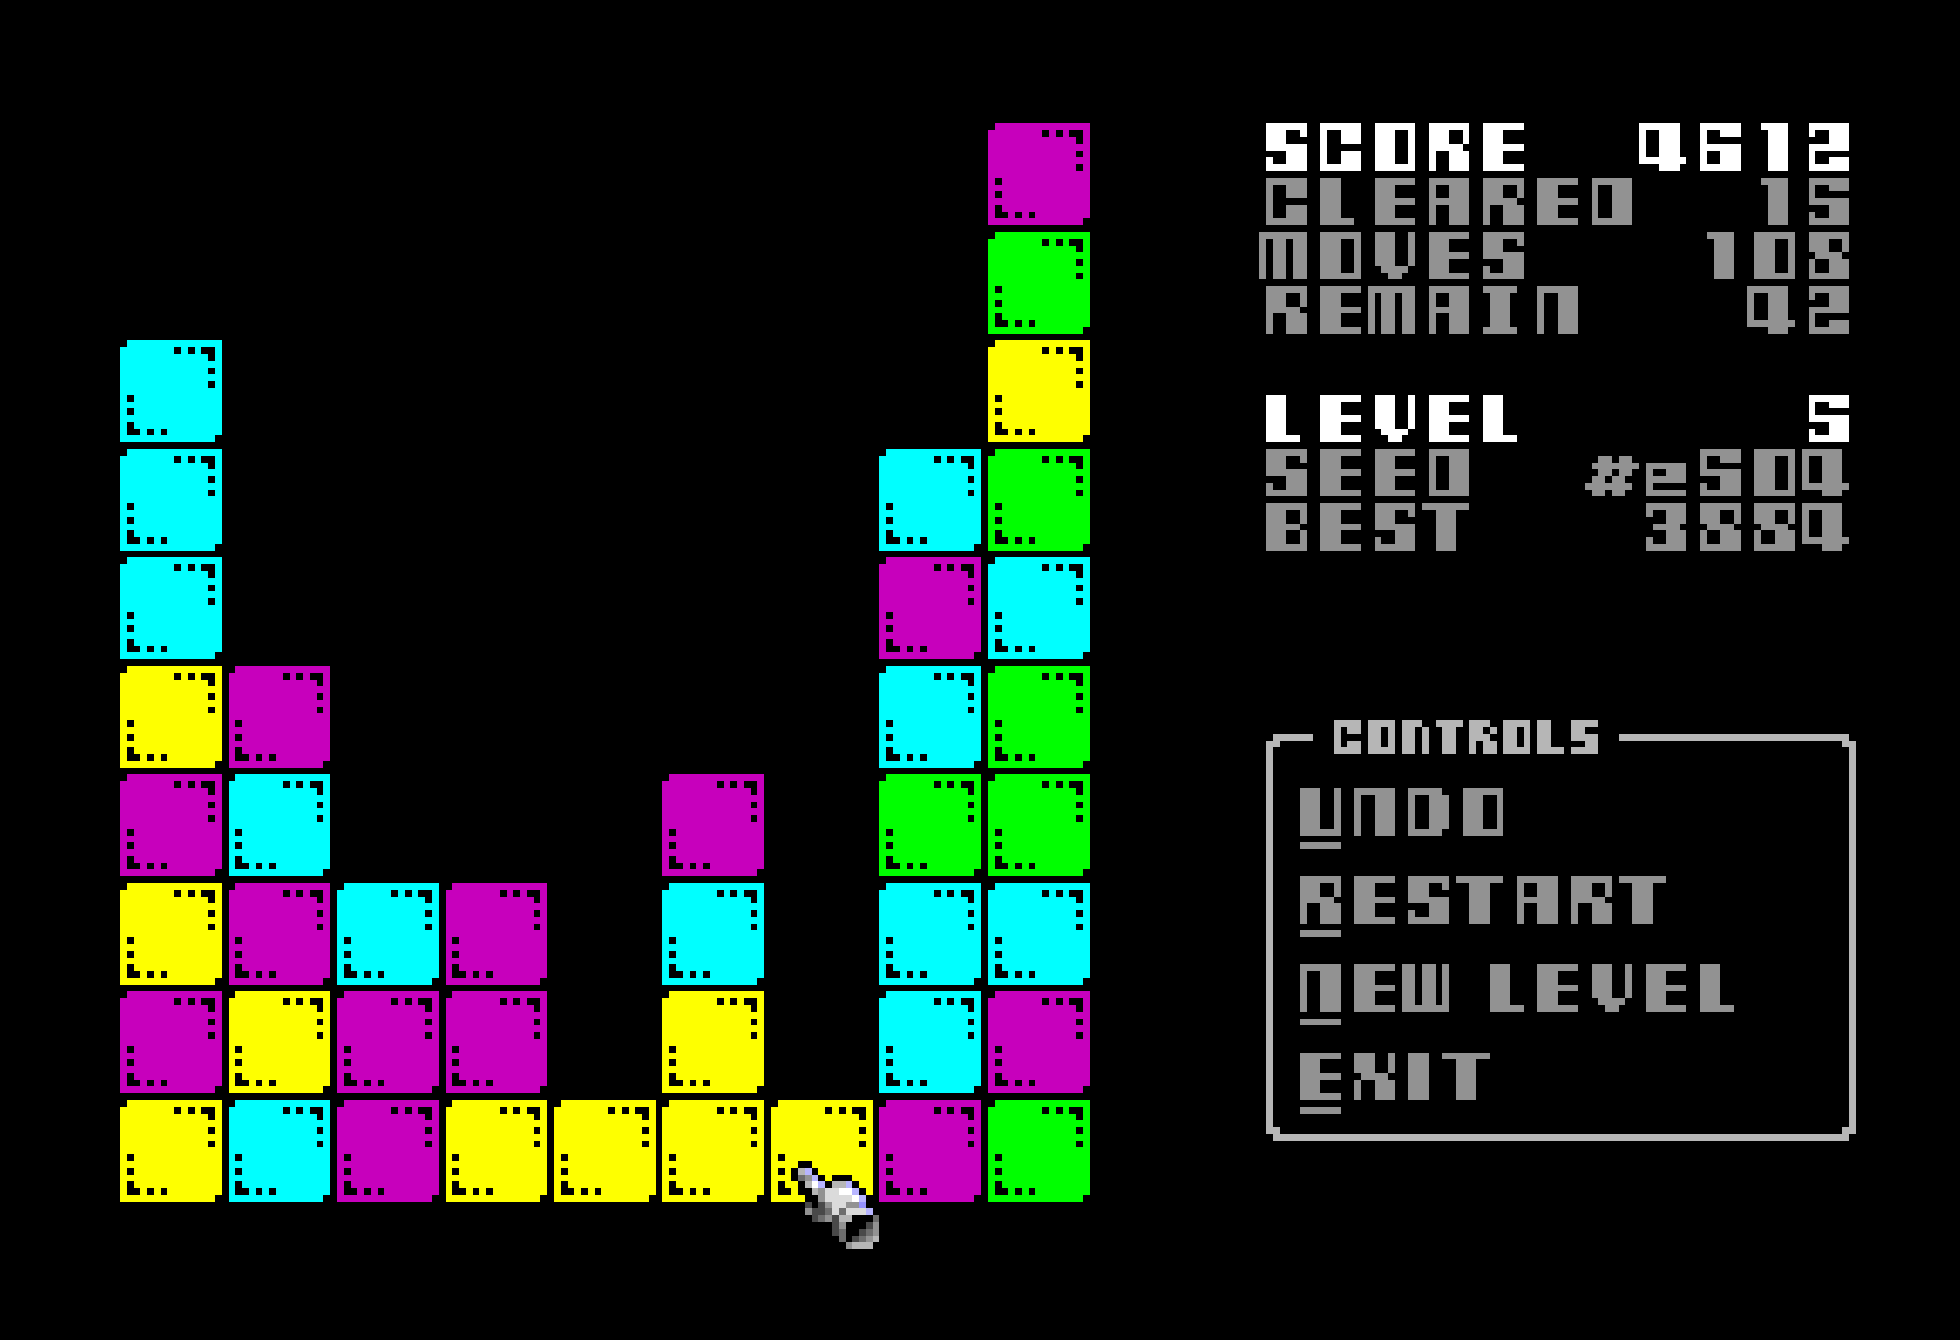 SCORE 4612
CLEARED 15
MOVES 108
REMAIN 42
LEVEL 5
SEED #e504
BEST 3884
CONTROLS
UNDO
RESTART
NEW LEVEL
EXIT